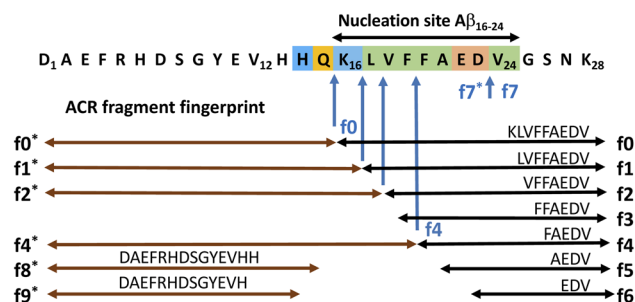 Nucleation site Aβ16-24
D1 A E F R H D S G Y E V12 H H Q K16 L V F F A E D V24 G S N K28
f7* f7
ACR fragment fingerprint
f0
f0* KLVFFAEDV f0
f1* LVFFAEDV f1
f2* VFFAEDV f2
FFAEDV f3
f4
f4* FAEDV f4
f8* DAEFRHDSGYEVHH AEDV f5
f9* DAEFRHDSGYEVH EDV f6